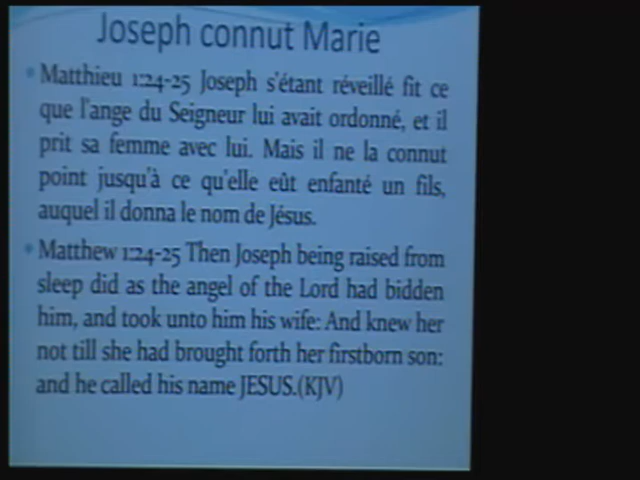 Joseph connut Marie
Matthieu 1:24-25 Joseph s'étant réveillé fit ce
que l'ange du Seigneur lui avait ordonné, et il
prit sa femme avec lui. Mais il ne la connut
point jusqu'à ce qu'elle eût enfanté un fils,
auquel il donna le nom de Jésus.
Matthew 1:24-25 Then Joseph being raised from
sleep did as the angel of the Lord had bidden
him, and took unto him his wife: And knew her
not till she had brought forth her firstborn son:
and he called his name JESUS.(KJV)